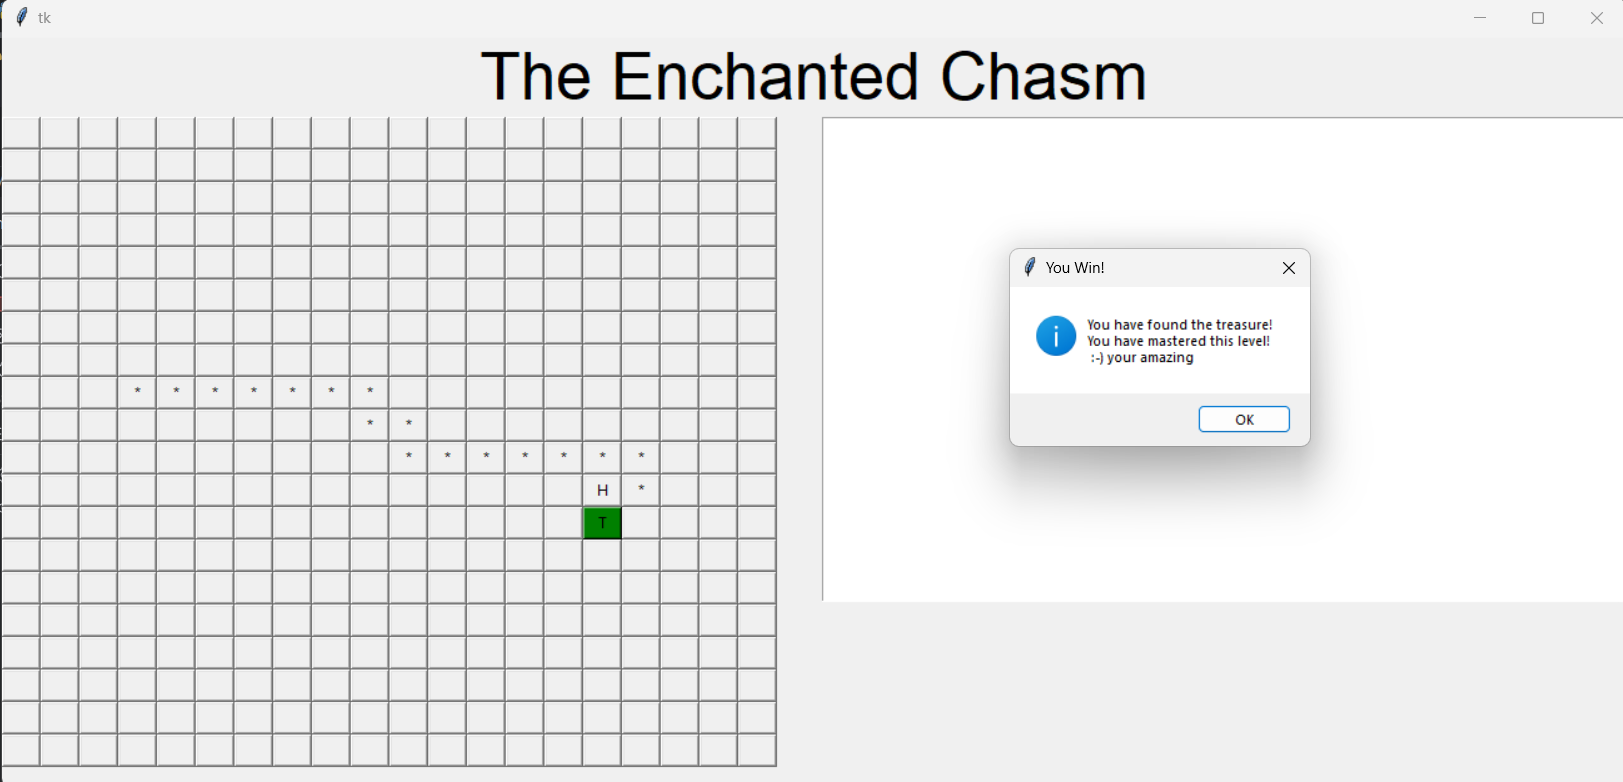 tk
The Enchanted Chasm
* * * * * * *
* *
* * * * * * *
H *
T
You Win!
You have found the treasure!
You have mastered this level!
:-) your amazing
OK